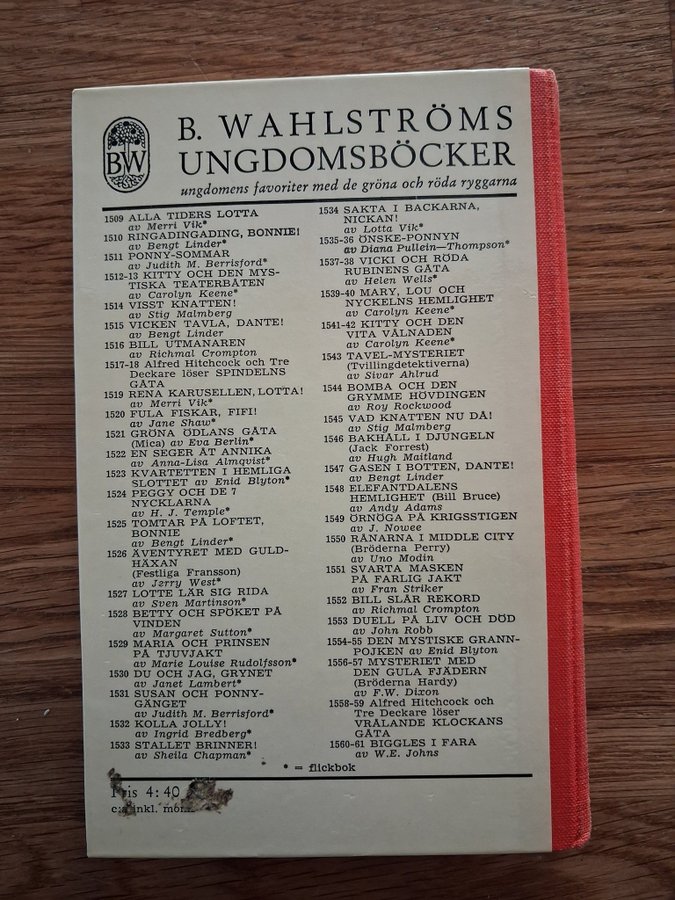 BW
B. WAHLSTRÖMS
UNGDOMSBÖCKER
ungdomens favoriter med de gröna och röda ryggarna
1509 ALLA TIDERS LOTTA
av Merri Vik*
1510 RINGADINGADING, BONNIE!
av Bengt Linder*
1511 PONNY-SOMMAR
av Judith M. Berrisford*
1512-13 KITTY OCH DEN MYS-
TISKA TEATERBÅTEN
av Carolyn Keene*
1514 VISST KNATTEN!
av Stig Malmberg
1515 VICKEN TAVLA, DANTE!
av Bengt Linder
1516 BILL UTMANAREN
av Richmal Crompton
1517-18 Alfred Hitchcock och Tre
Deckare löser SPINDELNS
GÅTA
1519 RENA KARUSELLEN, LOTTA!
av Merri Vik*
1520 FULA FISKAR, FIFI!
av Jane Shaw*
1521 GRÖNA ÖDLANS GÅTA
(Mica) av Eva Berlin*
1522 EN SEGER ÅT ANNIKA
av Anna-Lisa Almqvist*
1523 KVARTETTEN I HEMLIGA
SLOTTET av Enid Blyton*
1524 PEGGY OCH DE 7
NYCKLARNA
av H. J. Temple*
1525 TOMTAR PÅ LOFTET,
BONNIE
av Bengt Linder*
1526 ÄVENTYRET MED GULD-
HÄXAN
(Festliga Fransson)
av Jerry West*
1527 LOTTE LÄR SIG RIDA
av Sven Martinson*
1528 BETTY OCH SPÖKET PÅ
VINDEN
av Margaret Sutton*
1529 MARIA OCH PRINSEN
PÅ TJUVJAKT
av Marie Louise Rudolfsson*
1530 DU OCH JAG, GRYNET
av Janet Lambert*
1531 SUSAN OCH PONNY-
GÄNGET
av Judith M. Berrisford*
1532 KOLLA JOLLY!
av Ingrid Bredberg*
1533 STALLET BRINNER!
av Sheila Chapman*
1534 SAKTA I BACKARNA,
NICKAN!
av Lotta Vik*
1535-36 ÖNSKE-PONNYN
av Diana Pullein—Thompson*
1537-38 VICKI OCH RÖDA
RUBINENS GÅTA
av Helen Wells*
1539-40 MARY, LOU OCH
NYCKELNS HEMLIGHET
av Carolyn Keene*
1541-42 KITTY OCH DEN
VITA VÅLNADEN
av Carolyn Keene*
1543 TAVEL-MYSTERIET
(Tvillingdetektiverna)
av Sivar Ahlrud
1544 BOMBA OCH DEN
GRYMME HÖVDINGEN
av Roy Rockwood
1545 VAD KNATTEN NU DÅ!
av Stig Malmberg
1546 BAKHÅLL I DJUNGELN
(Jack Forrest)
av Hugh Maitland
1547 GASEN I BOTTEN, DANTE!
av Bengt Linder
1548 ELEFANTDALENS
HEMLIGHET (Bill Bruce)
av Andy Adams
1549 ÖRNÖGA PÅ KRIGSSTIGEN
av J. Nowee
1550 RÅNARNA I MIDDLE CITY
(Bröderna Perry)
av Uno Modin
1551 SVARTA MASKEN
PÅ FARLIG JAKT
av Fran Striker
1552 BILL SLÅR REKORD
av Richmal Crompton
1553 DUELL PÅ LIV OCH DÖD
av John Robb
1554-55 DEN MYSTISKE GRANN-
POJKEN av Enid Blyton
1556-57 MYSTERIET MED
DEN GULA FJÄDERN
(Bröderna Hardy)
av F.W. Dixon
1558-59 Alfred Hitchcock och
Tre Deckare löser
VRÅLANDE KLOCKANS
GÅTA
1560-61 BIGGLES I FARA
av W.E. Johns
* = flickbok
Pris 4:40
inkl.